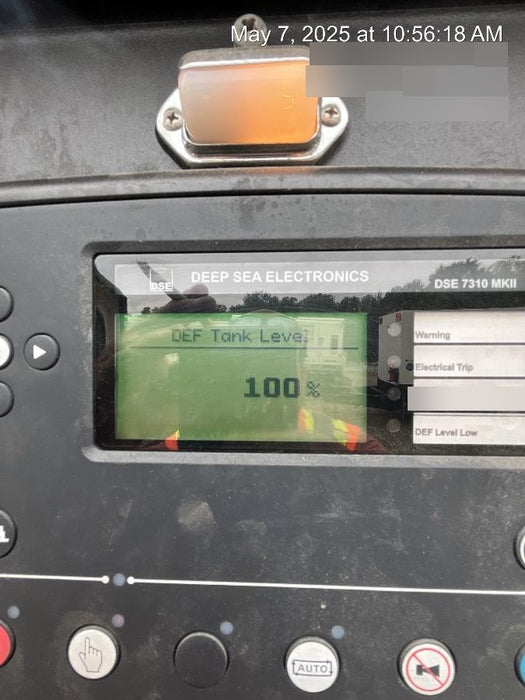 May 7, 2025 at 10:56:18 AM
DSE DEEP SEA ELECTRONICS
DSE 7310 MKII
DEF Tank Level
100%
Warning
Electrical Trip
DEF Level Low
AUTO